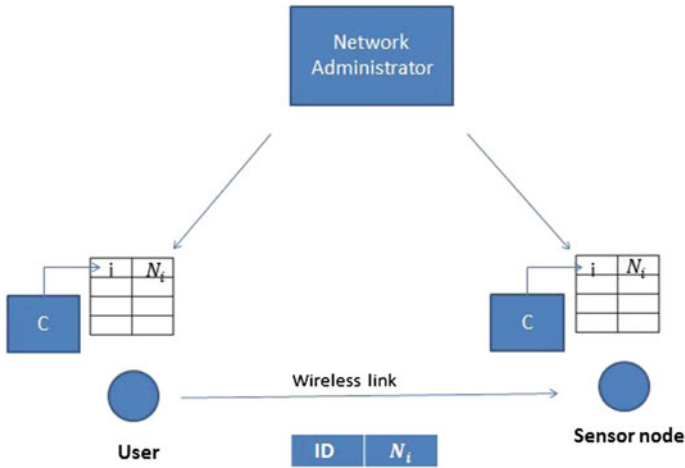 Network
Administrator
i N_i
C
i N_i
C
Wireless link
User
Sensor node
ID N_i